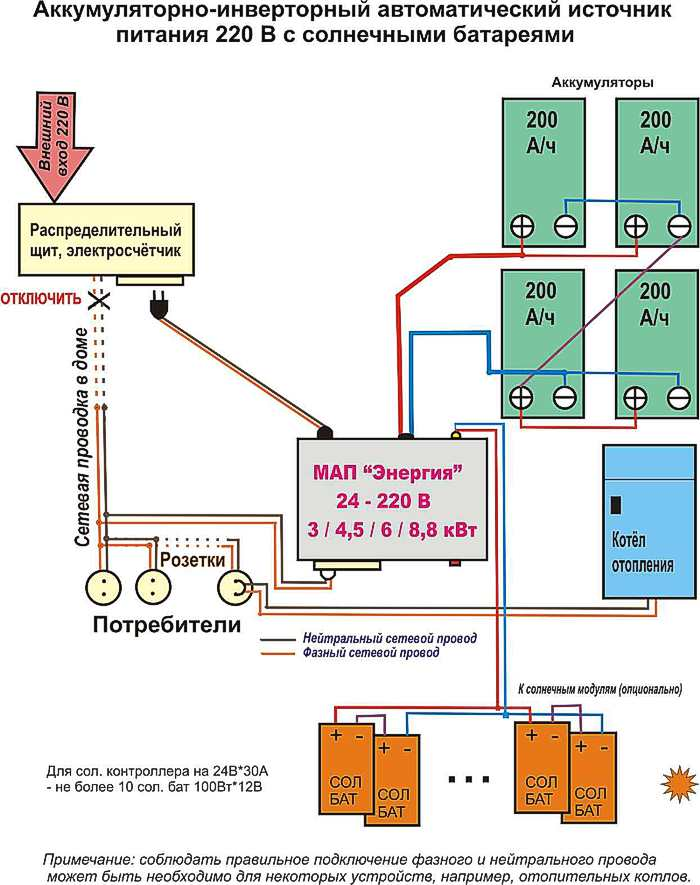 Аккумуляторно-инверторный автоматический источник
питания 220 В с солнечными батареями
Аккумуляторы
Внешний
вход 220 В
200
А/ч
200
А/ч
Распределительный
щит, электросчётчик
ОТКЛЮЧИТЬ
200
А/ч
200
А/ч
Сетевая проводка в доме
МАП “Энергия”
24 - 220 В
3 / 4,5 / 6 / 8,8 кВт
Котёл
отопления
Розетки
Потребители
Нейтральный сетевой провод
Фазный сетевой провод
К солнечным модулям (опционально)
+ -
СОЛ
БАТ
+ -
СОЛ
БАТ
...
+ -
СОЛ
БАТ
+ -
СОЛ
БАТ
Для сол. контроллера на 24В*30А
- не более 10 сол. бат 100Вт*12В
Примечание: соблюдать правильное подключение фазного и нейтрального провода
может быть необходимо для некоторых устройств, например, отопительных котлов.